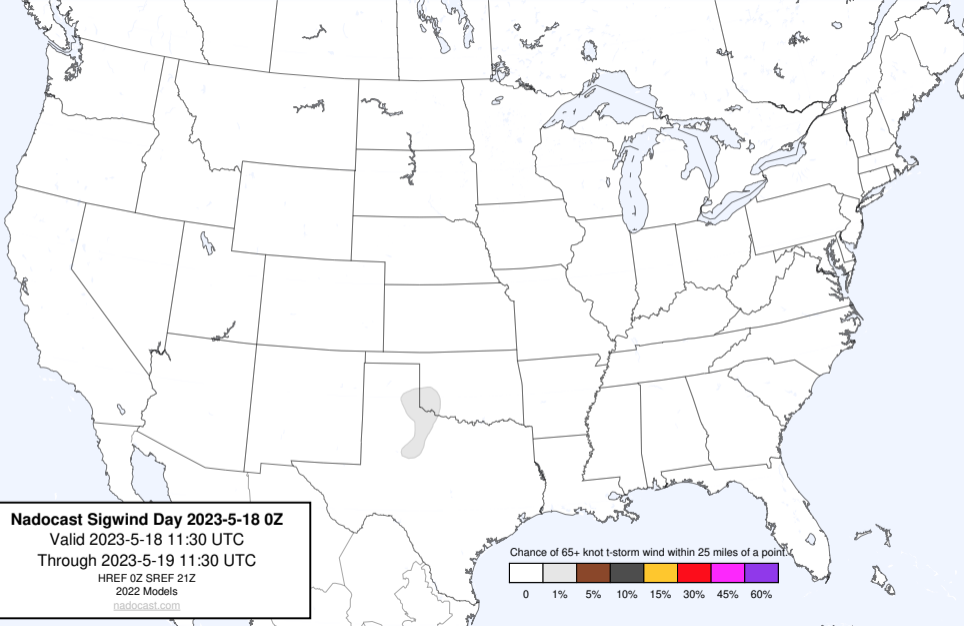 Nadocast Sigwind Day 2023-5-18 0Z
Valid 2023-5-18 11:30 UTC
Through 2023-5-19 11:30 UTC
HREF 0Z SREF 21Z
2022 Models
nadocast.com
Chance of 65+ knot t-storm wind within 25 miles of a point.
0 1% 5% 10% 15% 30% 45% 60%